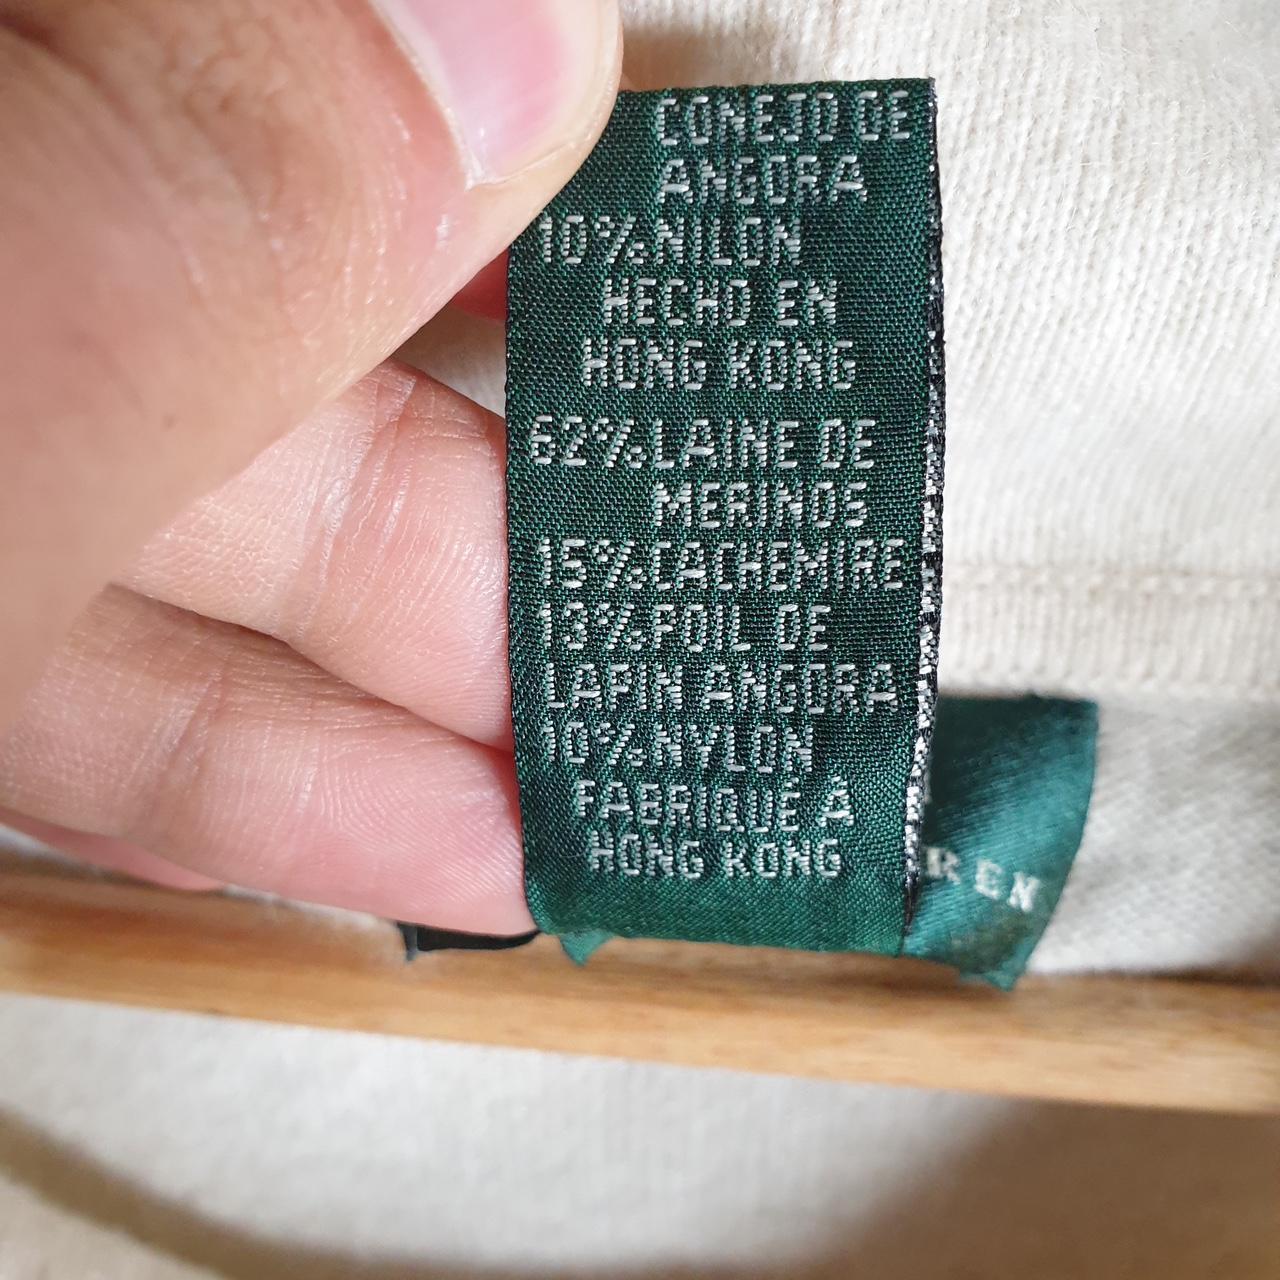 CONEJO DE
ANGORA
10% NILON
HECHO EN
HONG KONG
62% LAINE DE
MERINOS
15% CACHEMIRE
13% POIL DE
LAPIN ANGORA
10% NYLON
FABRIQUÉ À
HONG KONG
REN